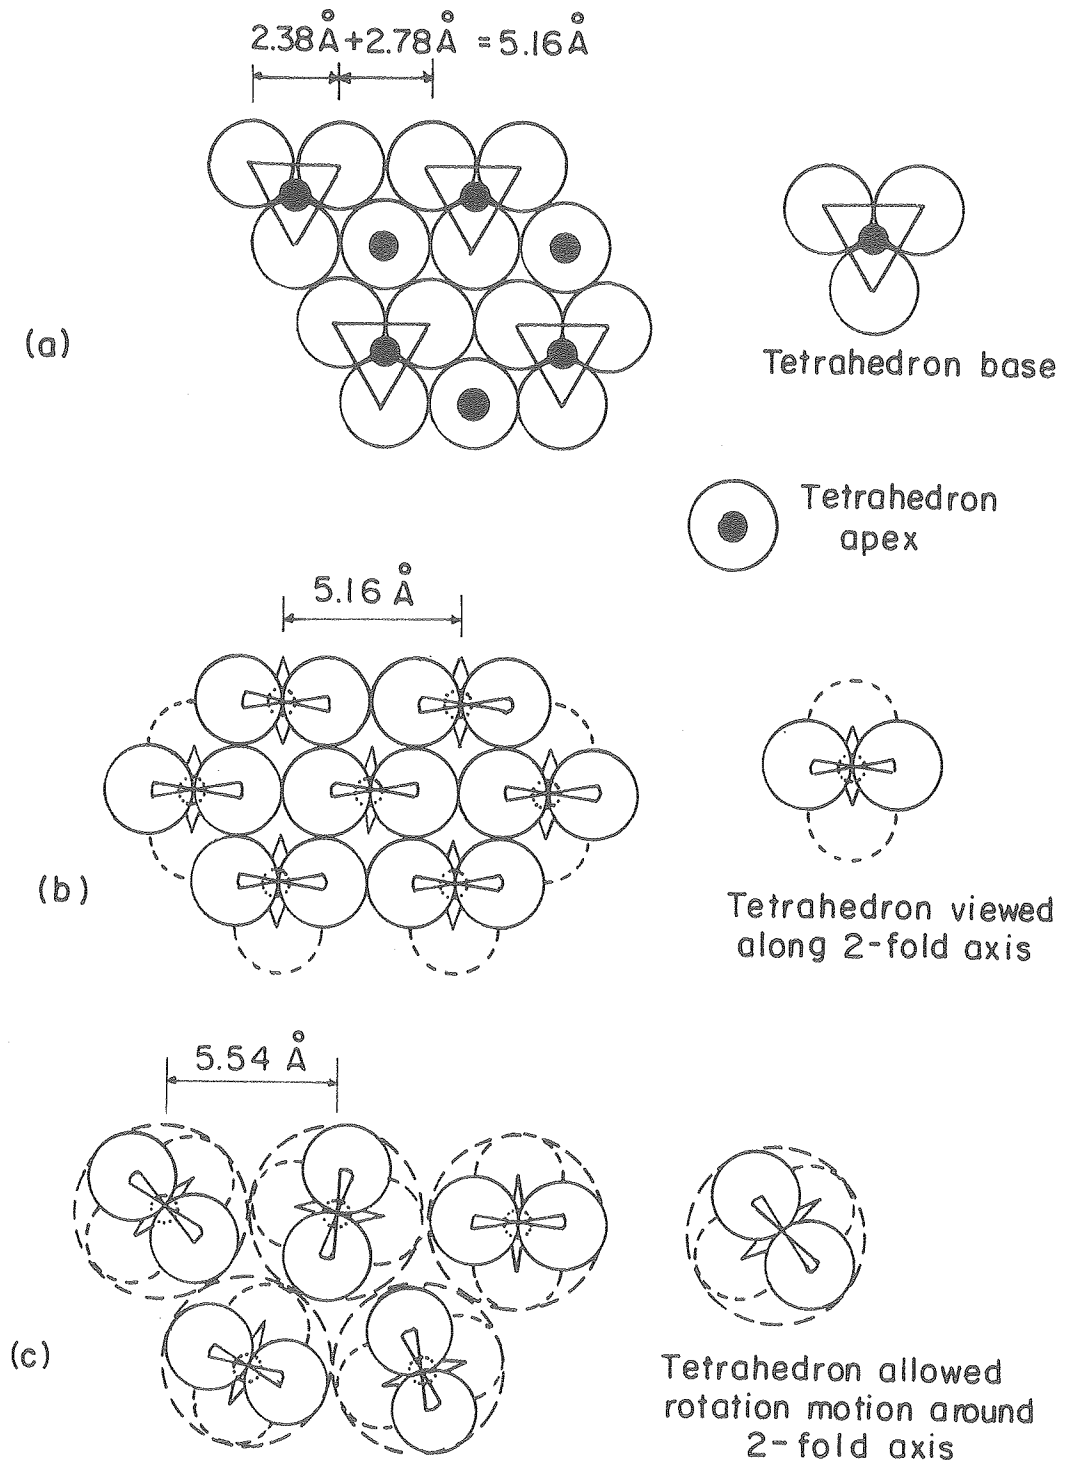 2.38Å+2.78Å = 5.16Å
(a)
Tetrahedron base
Tetrahedron
apex
5.16 Å
(b)
Tetrahedron viewed
along 2-fold axis
5.54 Å
(c)
Tetrahedron allowed
rotation motion around
2-fold axis